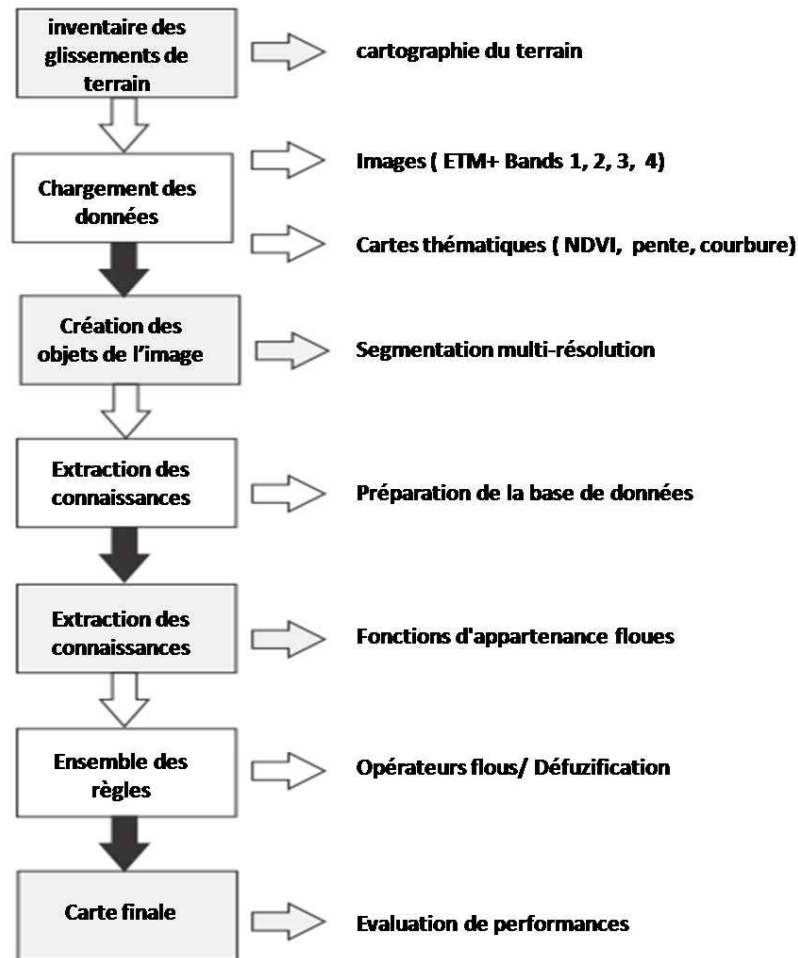 inventaire des
glissements de
terrain
cartographie du terrain
Chargement des
données
Images ( ETM+ Bands 1, 2, 3, 4)
Cartes thématiques ( NDVI, pente, courbure)
Création des
objets de l'image
Segmentation multi-résolution
Extraction des
connaissances
Préparation de la base de données
Extraction des
connaissances
Fonctions d'appartenance floues
Ensemble des
règles
Opérateurs flous/ Défuzification
Carte finale
Evaluation de performances